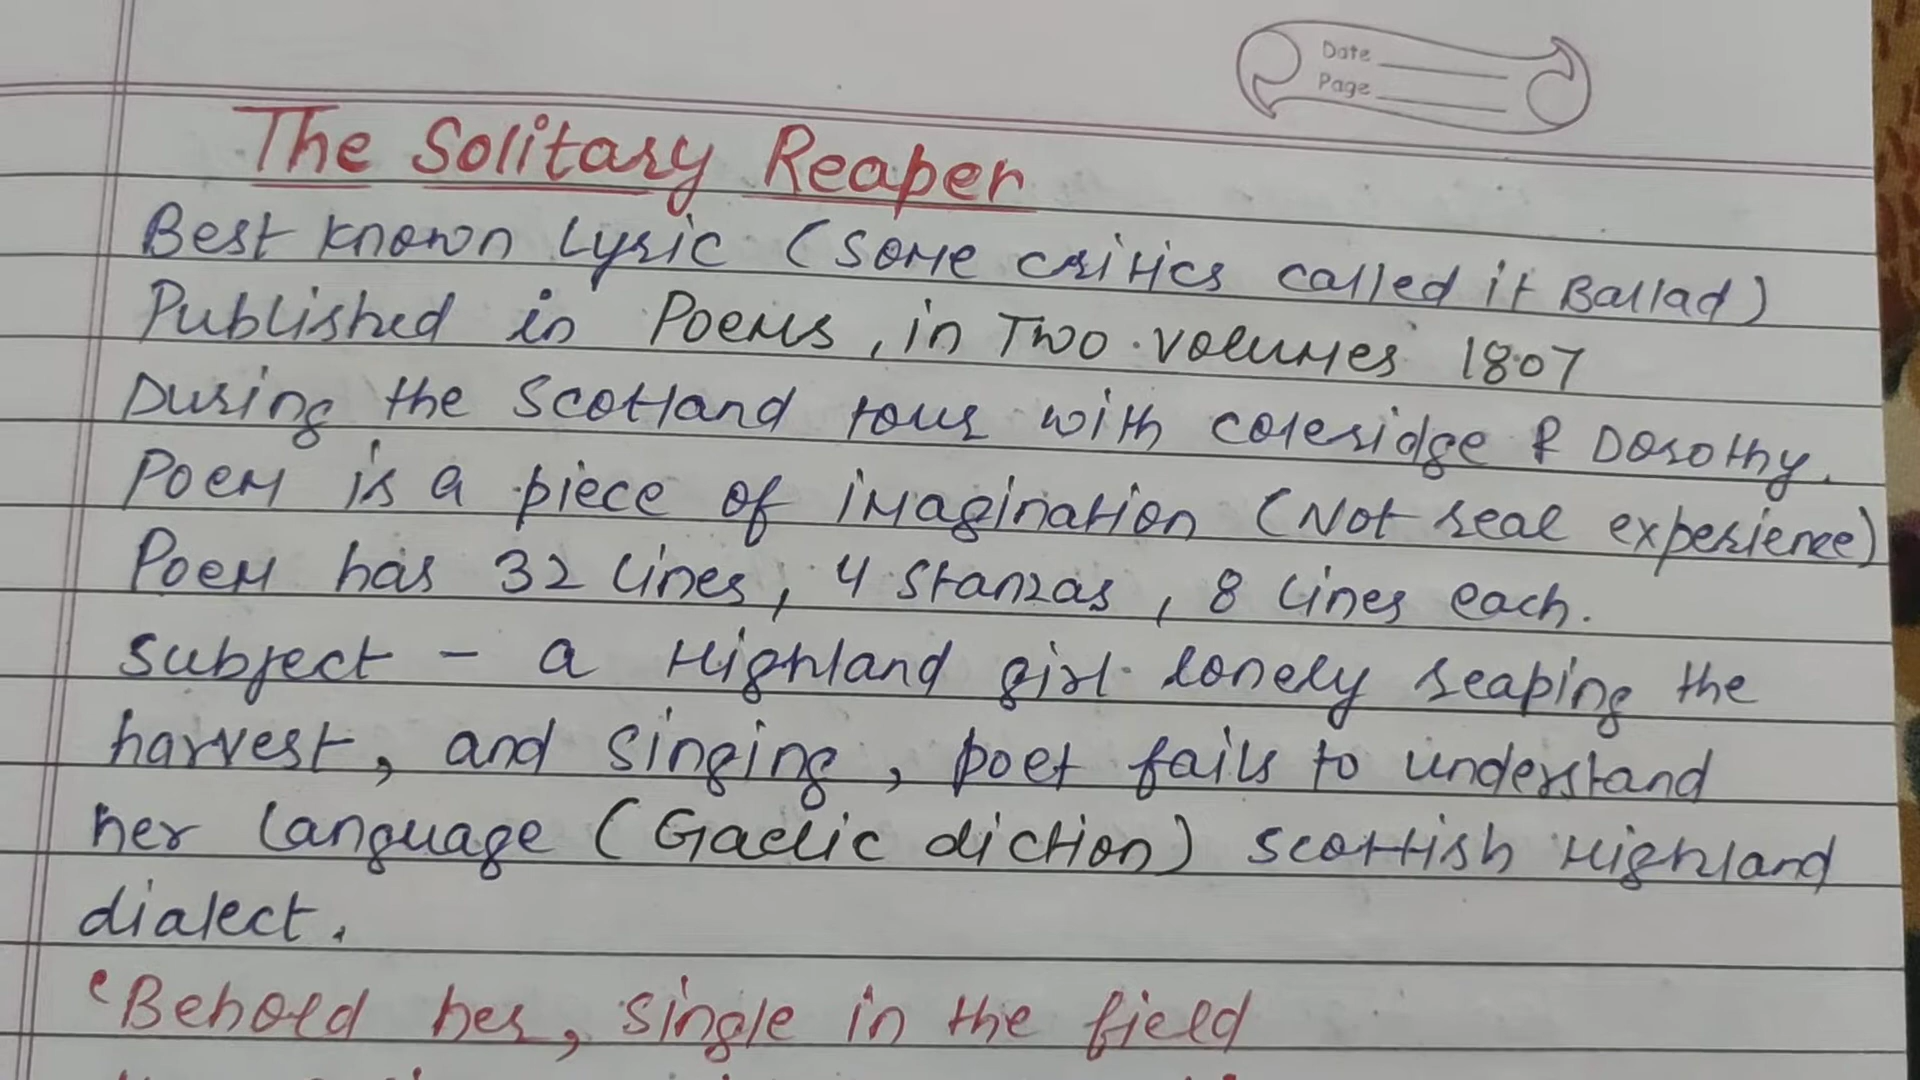 Date
Page
The Solitary Reaper
Best known Lyric (some critics called it Ballad)
Published in Poems, in Two volumes 1807
During the Scotland tour with coleridge & Dorothy.
Poem is a piece of imagination (Not real experience)
Poem has 32 lines, 4 stanzas, 8 lines each.
Subject - a Highland girl lonely reaping the
harvest, and singing, poet fails to understand
her language (Gaelic diction) Scottish Highland
dialect.
'Behold her, single in the field